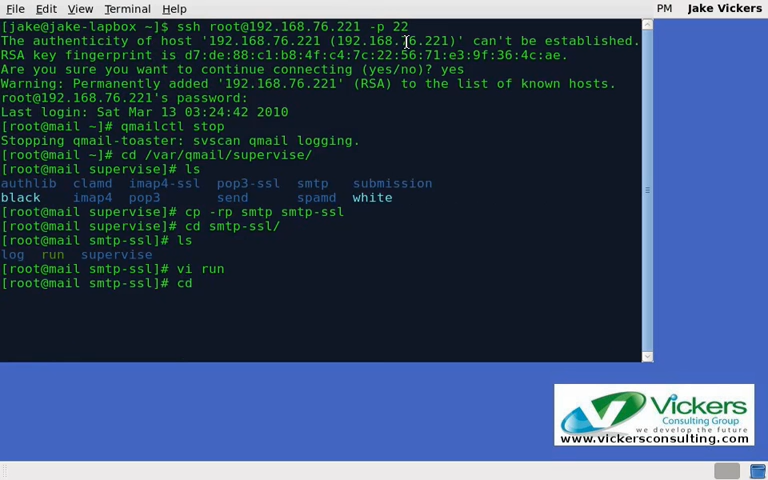 File Edit View Terminal Help PM Jake Vickers
[jake@jake-lapbox ~]$ ssh root@192.168.76.221 -p 22
The authenticity of host '192.168.76.221 (192.168.76.221)' can't be established.
RSA key fingerprint is d7:de:88:c1:b8:4f:c4:7c:22:56:71:e3:9f:36:4c:ae.
Are you sure you want to continue connecting (yes/no)? yes
Warning: Permanently added '192.168.76.221' (RSA) to the list of known hosts.
root@192.168.76.221's password:
Last login: Sat Mar 13 03:24:42 2010
[root@mail ~]# qmailctl stop
Stopping qmail-toaster: svscan qmail logging.
[root@mail ~]# cd /var/qmail/supervise/
[root@mail supervise]# ls
authlib clamd imap4-ssl pop3-ssl smtp submission
black imap4 pop3 send spamd white
[root@mail supervise]# cp -rp smtp smtp-ssl
[root@mail supervise]# cd smtp-ssl/
[root@mail smtp-ssl]# ls
log run supervise
[root@mail smtp-ssl]# vi run
[root@mail smtp-ssl]# cd
Vickers
Consulting Group
we develop the future
www.vickersconsulting.com